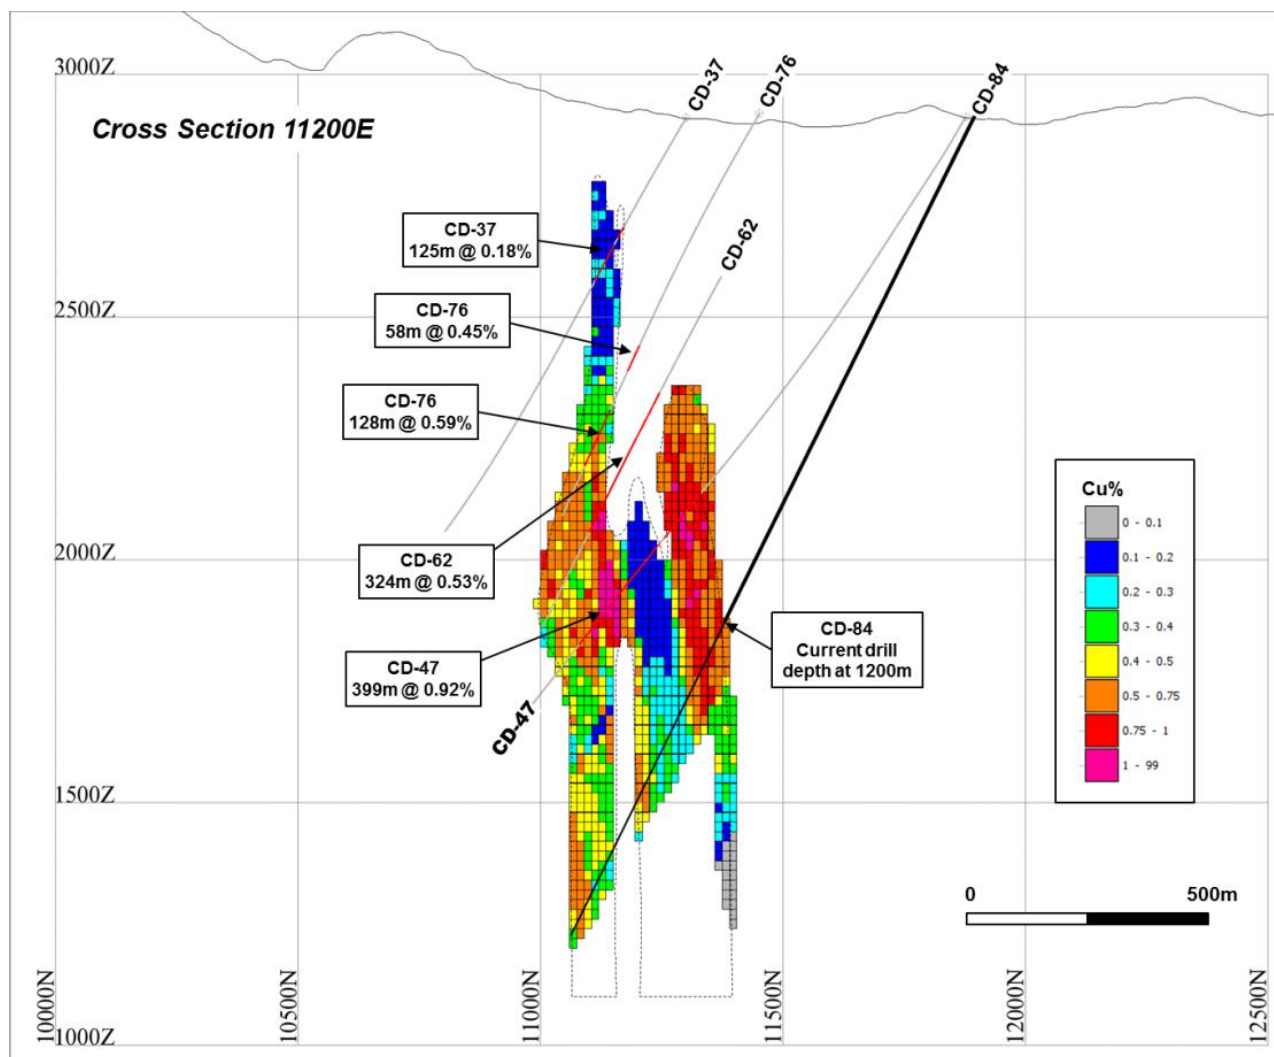 3000Z
CD-37
CD-76
CD-84
Cross Section 11200E
CD-37
125m @ 0.18%
CD-62
2500Z
CD-76
58m @ 0.45%
CD-76
128m @ 0.59%
Cu%
0 - 0.1
0.1 - 0.2
0.2 - 0.3
0.3 - 0.4
0.4 - 0.5
0.5 - 0.75
0.75 - 1
1 - 99
2000Z
CD-62
324m @ 0.53%
CD-84
Current drill
depth at 1200m
CD-47
399m @ 0.92%
CD-47
1500Z
0 500m
1000Z
10000N
10500N
11000N
11500N
12000N
12500N